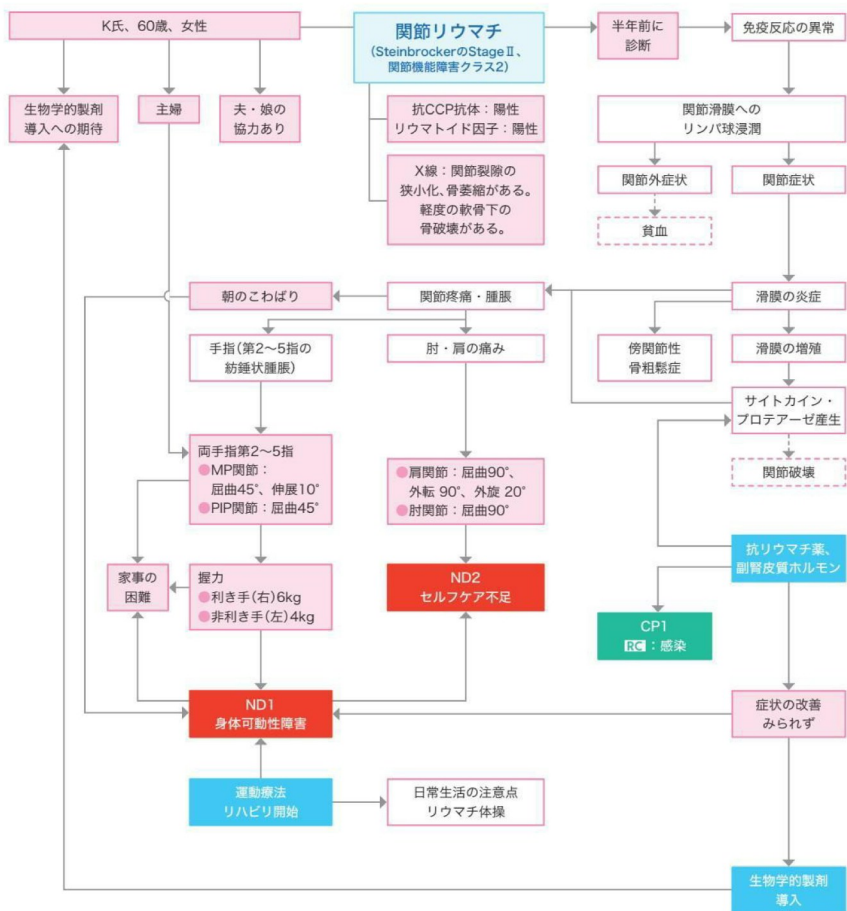 K氏、60歳、女性
関節リウマチ
(SteinbrockerのStageⅡ、
関節機能障害クラス2)
半年前に
診断
免疫反応の異常
生物学的製剤
導入への期待
主婦
夫・娘の
協力あり
抗CCP抗体：陽性
リウマトイド因子：陽性
関節滑膜への
リンパ球浸潤
X線：関節裂隙の
狭小化、骨萎縮がある。
軽度の軟骨下の
骨破壊がある。
関節外症状
関節症状
貧血
朝のこわばり
関節疼痛・腫脹
滑膜の炎症
手指(第2〜5指の
紡錘状腫脹)
肘・肩の痛み
傍関節性
骨粗鬆症
滑膜の増殖
サイトカイン・
プロテアーゼ産生
関節破壊
両手指第2〜5指
●MP関節：
屈曲45°、伸展10°
●PIP関節：屈曲45°
●肩関節：屈曲90°、
外転 90°、外旋 20°
●肘関節：屈曲90°
抗リウマチ薬、
副腎皮質ホルモン
家事の
困難
握力
●利き手(右)6kg
●非利き手(左)4kg
ND2
セルフケア不足
CP1
RC：感染
ND1
身体可動性障害
症状の改善
みられず
運動療法
リハビリ開始
日常生活の注意点
リウマチ体操
生物学的製剤
導入